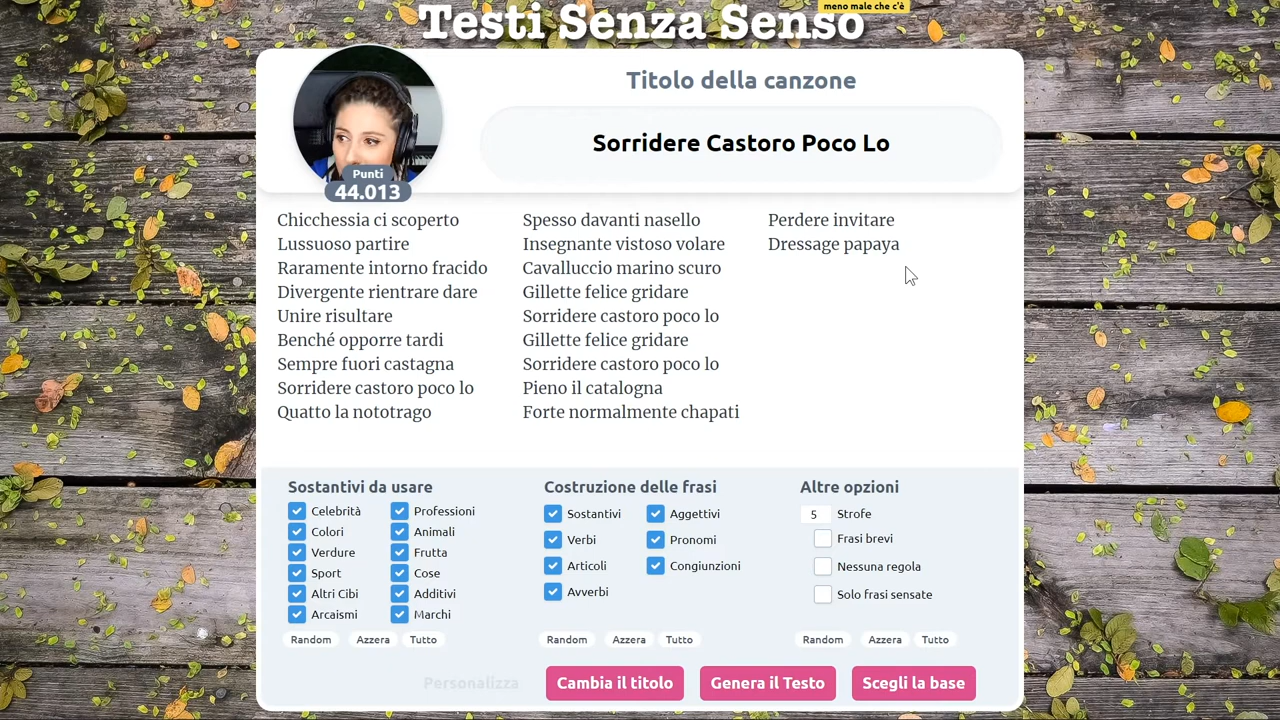 meno male che c'è
Testi Senza Senso
Titolo della canzone
Sorridere Castoro Poco Lo
Punti
44.013
Chicchessia ci scoperto
Lussuoso partire
Raramente intorno fracido
Divergente rientrare dare
Unire risultare
Benché opporre tardi
Sempre fuori castagna
Sorridere castoro poco lo
Quatto la nototrago
Spesso davanti nasello
Insegnante vistoso volare
Cavalluccio marino scuro
Gillette felice gridare
Sorridere castoro poco lo
Gillette felice gridare
Sorridere castoro poco lo
Pieno il catalogna
Forte normalmente chapati
Perdere invitare
Dressage papaya
Sostantivi da usare
Celebrità
Professioni
Colori
Animali
Verdure
Frutta
Sport
Cose
Altri Cibi
Additivi
Arcaismi
Marchi
Random Azzera Tutto
Costruzione delle frasi
Sostantivi
Aggettivi
Verbi
Pronomi
Articoli
Congiunzioni
Avverbi
Random Azzera Tutto
Altre opzioni
5 Strofe
Frasi brevi
Nessuna regola
Solo frasi sensate
Random Azzera Tutto
Personalizza
Cambia il titolo
Genera il Testo
Scegli la base